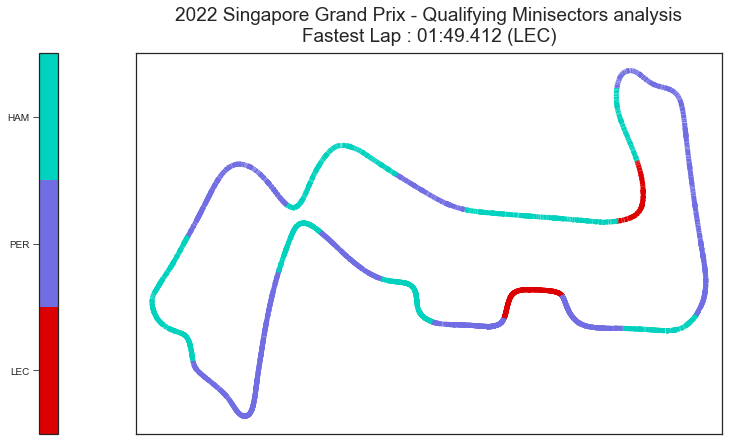 2022 Singapore Grand Prix - Qualifying Minisectors analysis
Fastest Lap : 01:49.412 (LEC)
HAM
PER
LEC